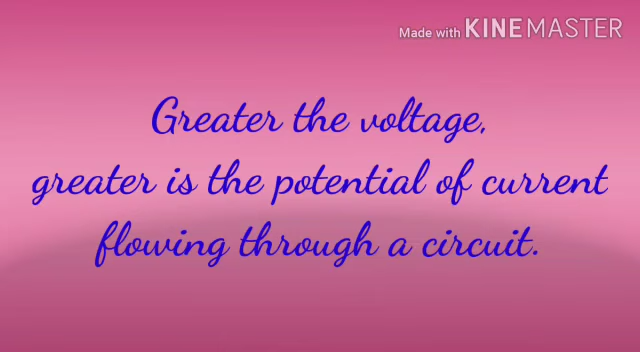 Made with KINEMASTER
Greater the voltage,
greater is the potential of current
flowing through a circuit.